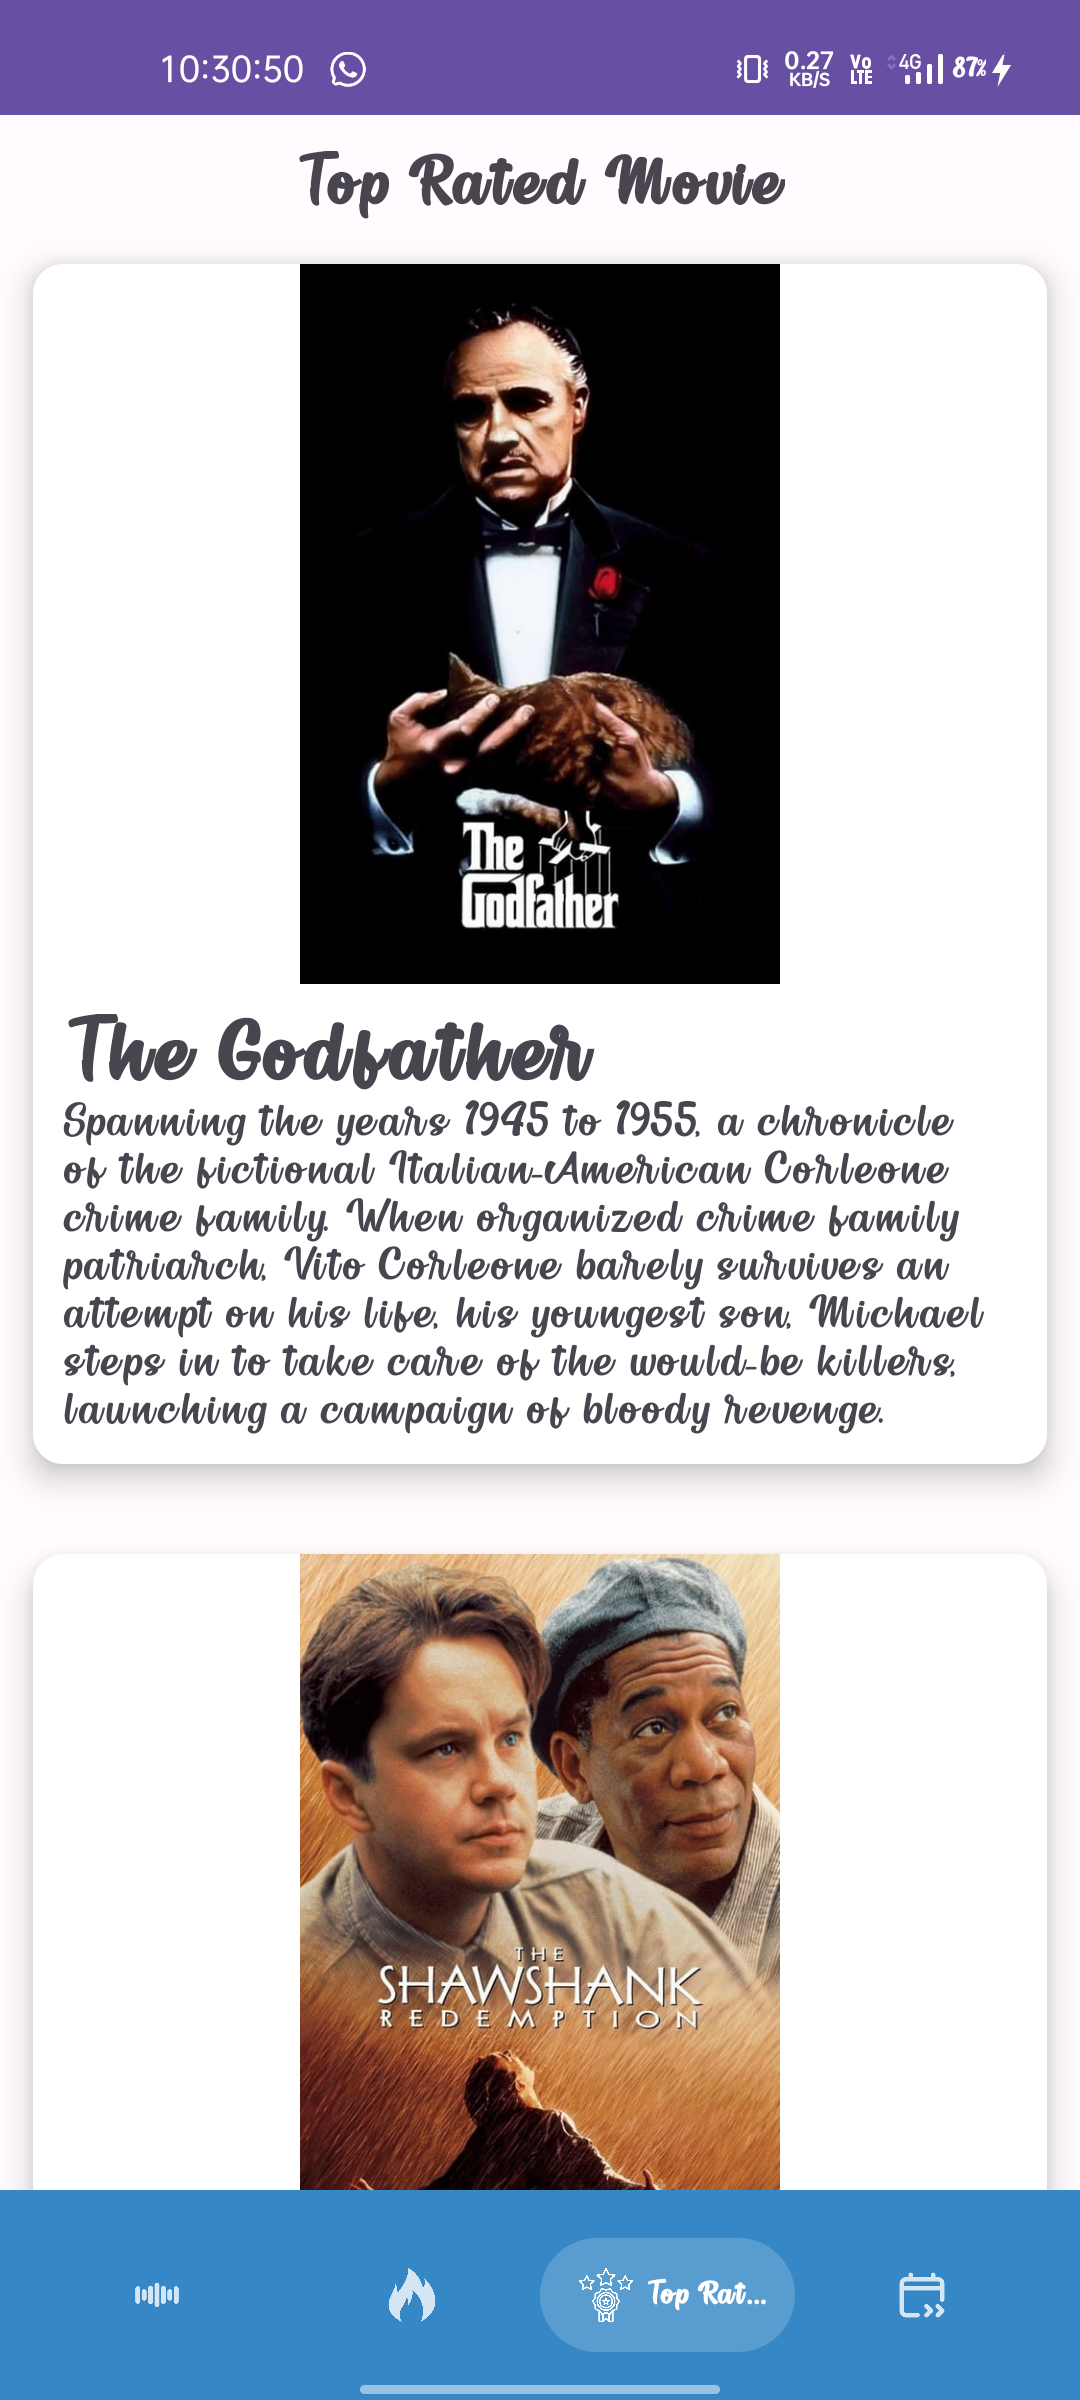 10:30:50
0.27 KB/S Vo LTE 4G 87%
Top Rated Movie
The Godfather
The Godfather
Spanning the years 1945 to 1955, a chronicle
of the fictional Italian-American Corleone
crime family. When organized crime family
patriarch, Vito Corleone barely survives an
attempt on his life, his youngest son, Michael
steps in to take care of the would-be killers,
launching a campaign of bloody revenge.
THE
SHAWSHANK
REDEMPTION
Top Rat...